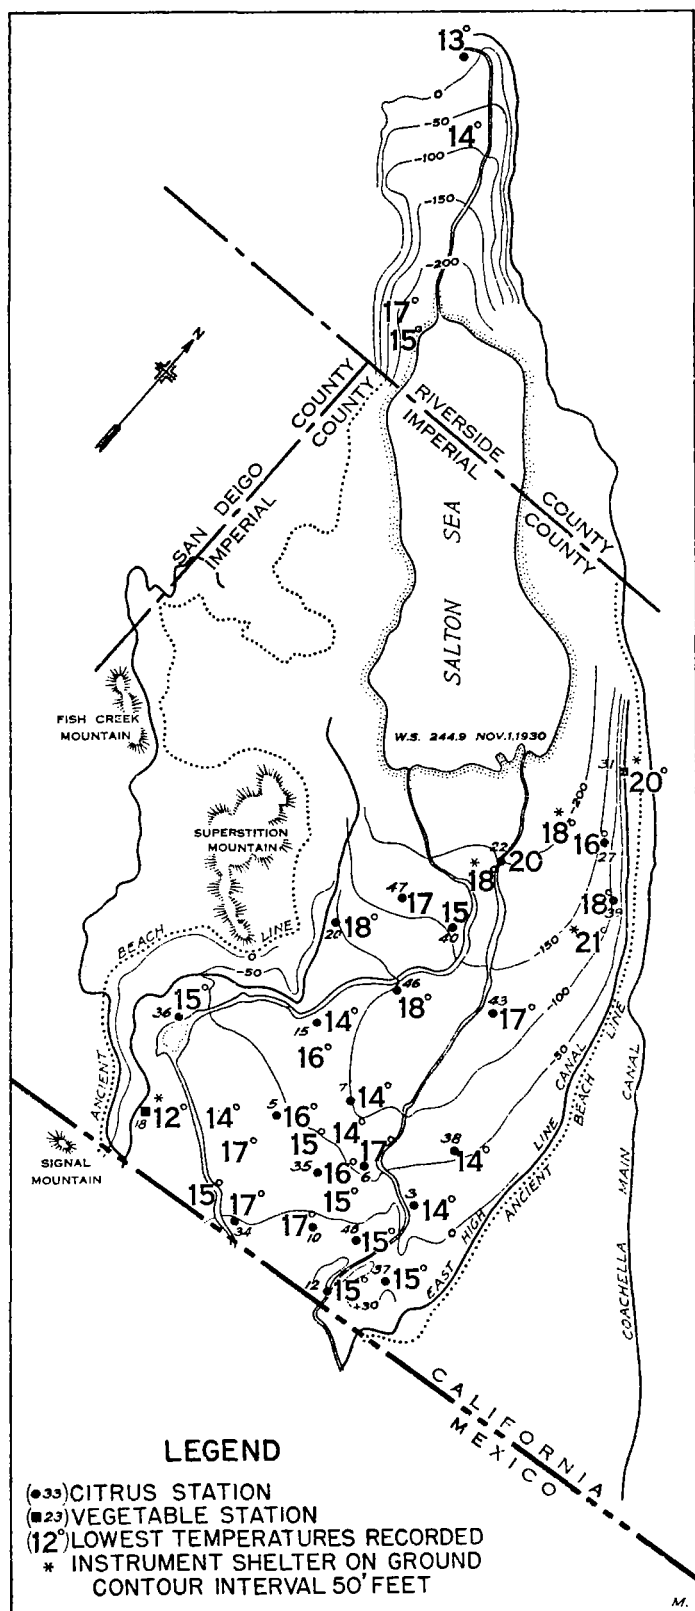 13°
0
-50
14°
-100
-150
-200
17°
15°
N
COUNTY
COUNTY
RIVERSIDE
IMPERIAL
SAN DEIGO
IMPERIAL
COUNTY
COUNTY
SALTON SEA
FISH CREEK
MOUNTAIN
W.S. 244.9 NOV.1,1930
31
*
20°
SUPERSTITION
MOUNTAIN
-200
*
18°
22
20
16°
27
*
18°
47
17
18°
39
20
18°
15
40
*
21°
BEACH LINE
0
-50
-150
46
18°
43
17°
-100
36
15°
15
14°
16°
-50
ANCIENT
7
14°
5
16°
18
*
12°
14°
17°
15°
14°
17°
6
38
14°
35
16°
15°
SIGNAL
MOUNTAIN
15°
17°
34
17°
10
48
15°
3
14°
0
37
15°
12
15°
+30
EAST HIGH LINE CANAL
ANCIENT BEACH LINE
COACHELLA MAIN CANAL
CALIFORNIA
MEXICO
LEGEND
(●33) CITRUS STATION
(■23) VEGETABLE STATION
(12°) LOWEST TEMPERATURES RECORDED
* INSTRUMENT SHELTER ON GROUND
CONTOUR INTERVAL 50' FEET
M.